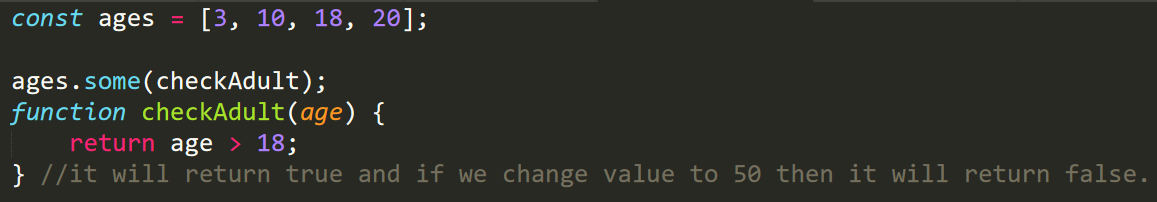 const ages = [3, 10, 18, 20];
ages.some(checkAdult);
function checkAdult(age) {
    return age > 18;
} //it will return true and if we change value to 50 then it will return false.